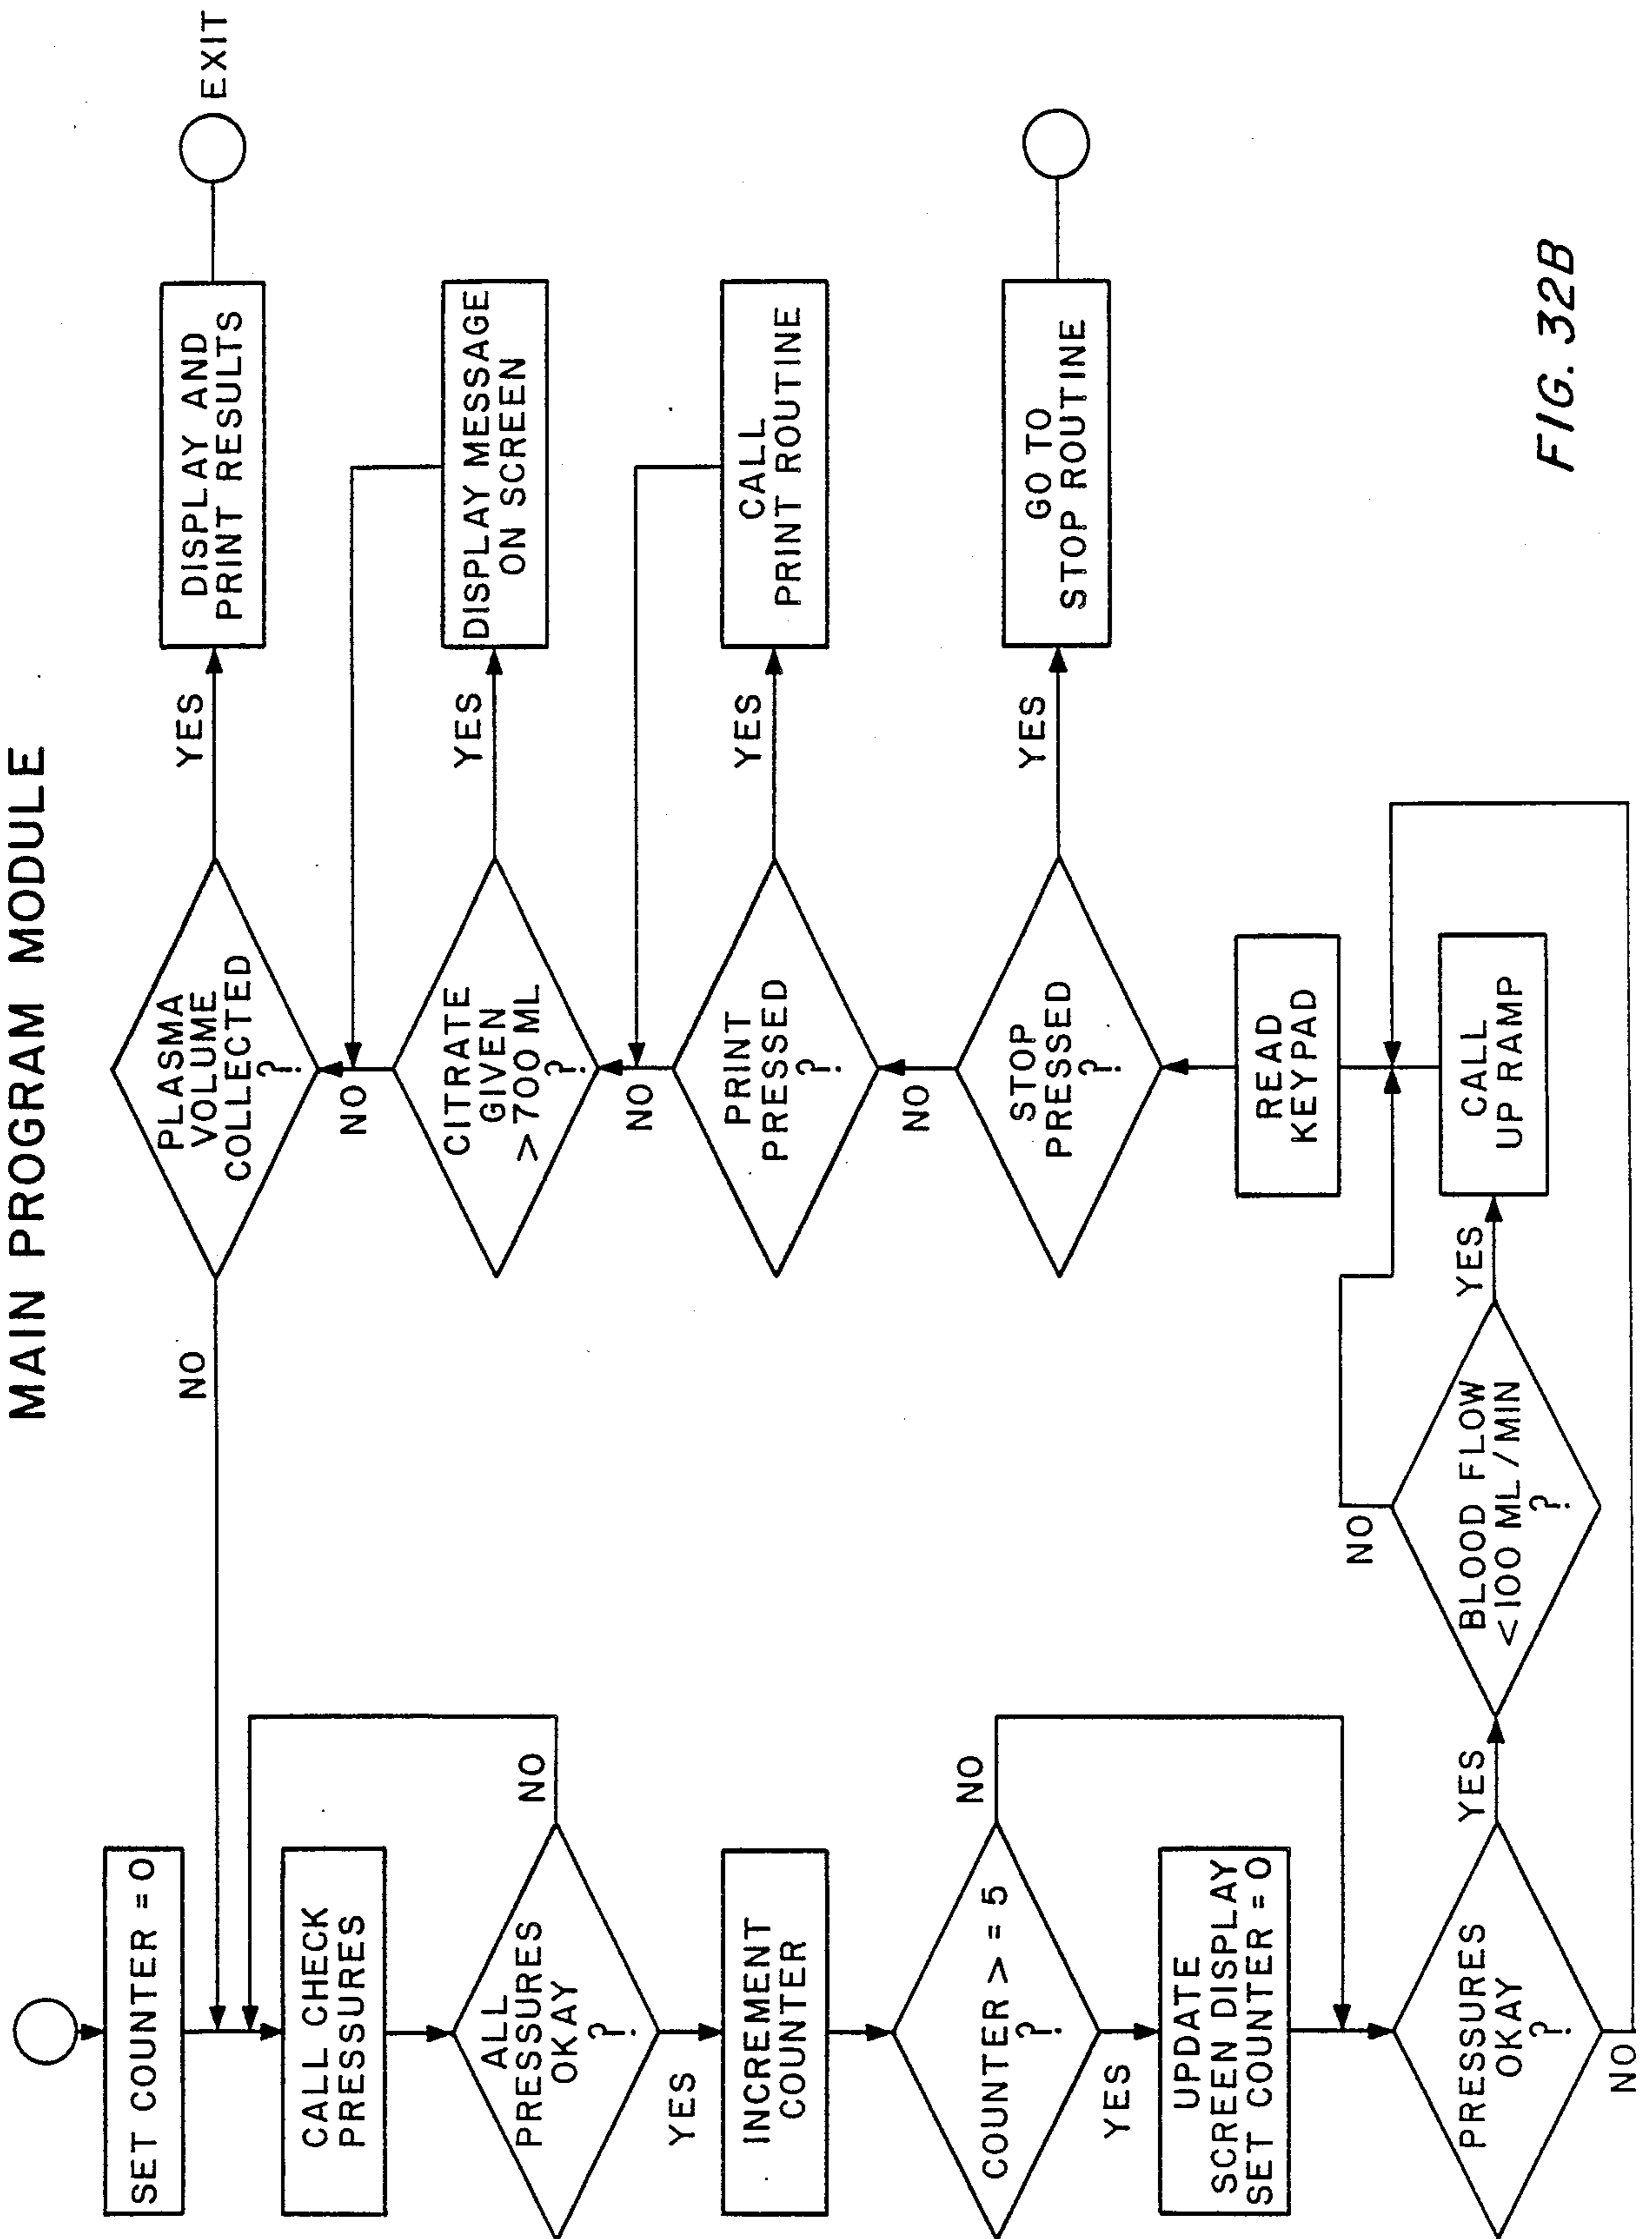 MAIN PROGRAM MODULE
SET COUNTER = 0
CALL CHECK
PRESSURES
ALL
PRESSURES
OKAY
?
NO
YES
INCREMENT
COUNTER
COUNTER > = 5
?
NO
YES
UPDATE
SCREEN DISPLAY
SET COUNTER = 0
PRESSURES
OKAY
?
NO
YES
BLOOD FLOW
<100 ML/MIN
?
NO
YES
CALL
UP RAMP
READ
KEYPAD
STOP
PRESSED
?
YES
GO TO
STOP ROUTINE
NO
PRINT
PRESSED
?
YES
CALL
PRINT ROUTINE
NO
CITRATE
GIVEN
>700 ML
?
YES
DISPLAY MESSAGE
ON SCREEN
NO
PLASMA
VOLUME
COLLECTED
?
NO
YES
DISPLAY AND
PRINT RESULTS
EXIT
FIG. 32B